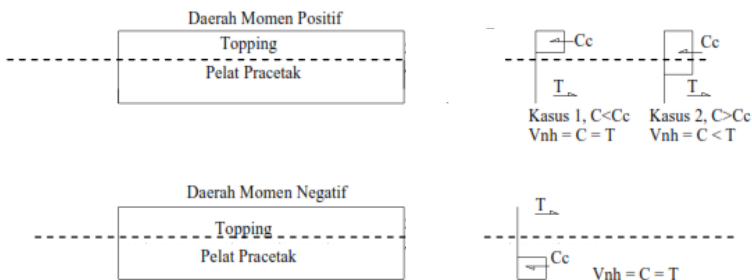 Daerah Momen Positif
Topping
Pelat Pracetak
Cc
T
Kasus 1, C<Cc
Vnh = C = T
Cc
T
Kasus 2, C>Cc
Vnh = C < T
Daerah Momen Negatif
Topping
Pelat Pracetak
T
Cc
Vnh = C = T